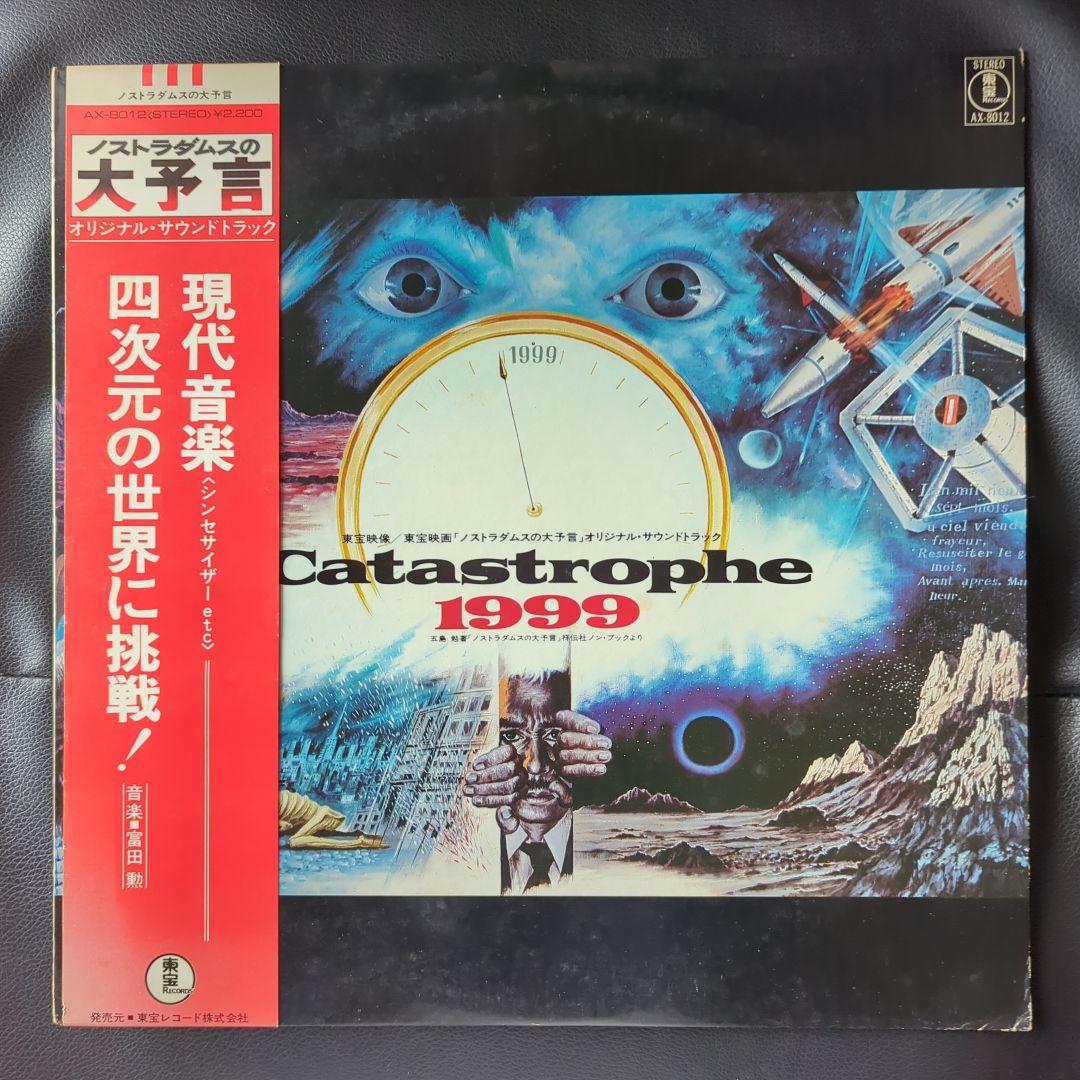 ノストラダムスの大予言
AX-8012〈STEREO〉¥2,200
ノストラダムスの
大予言
オリジナル・サウンドトラック
現代音楽〈シンセサイザーetc〉
四次元の世界に挑戦!
音楽■富田 勲
東宝
RECORDS
発売元■東宝レコード株式会社
STEREO
東宝
Records
AX-8012
1999
東宝映像/東宝映画「ノストラダムスの大予言」オリジナル・サウンドトラック
Catastrophe
1999
五島 勉著「ノストラダムスの大予言」祥伝社ノン・ブックより
sept mois.
u ciel viend
frayeur,
Resusciter le g
mois,
Avant apres. Mar
heur.